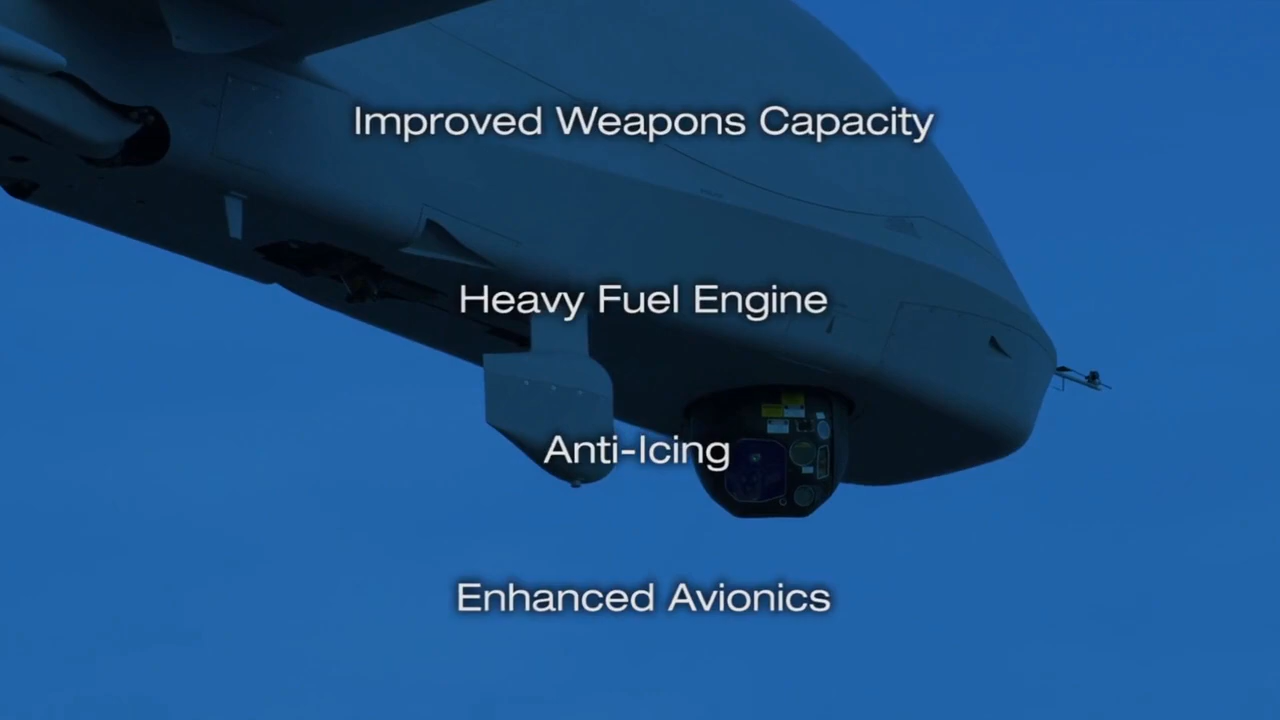 Improved Weapons Capacity
Heavy Fuel Engine
Anti-Icing
Enhanced Avionics